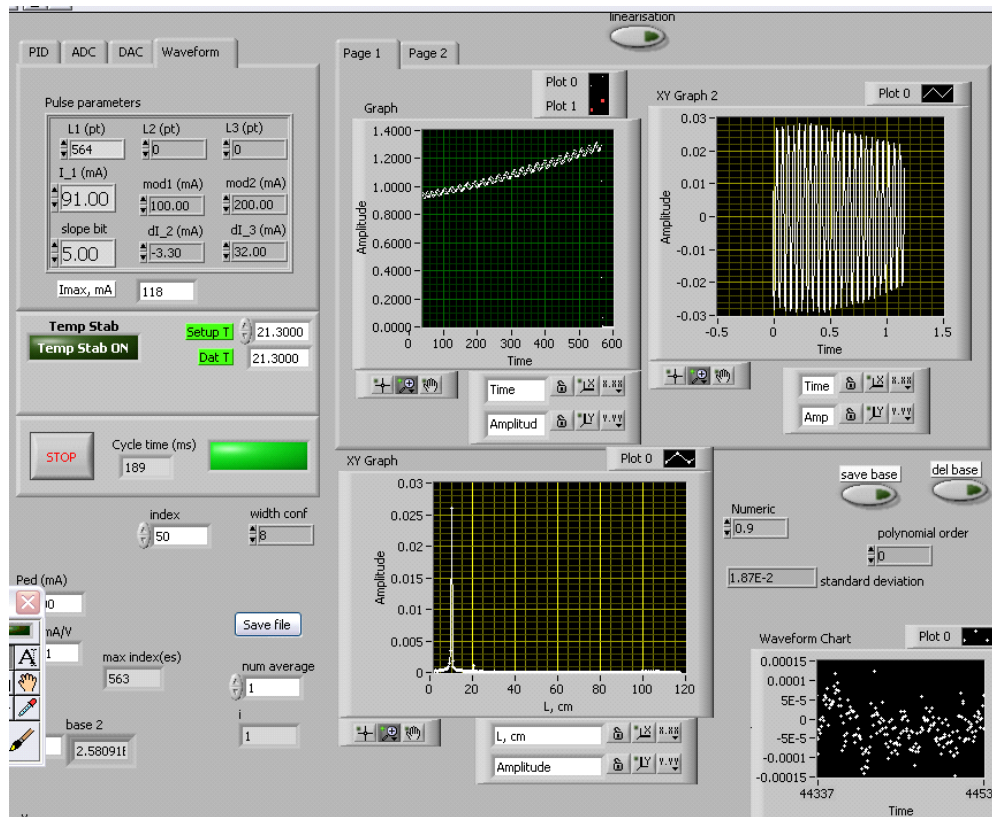 linearisation
PID ADC DAC Waveform
Pulse parameters
L1 (pt) L2 (pt) L3 (pt)
564 0 0
I_1 (mA) mod1 (mA) mod2 (mA)
91.00 100.00 200.00
slope bit dI_2 (mA) dI_3 (mA)
5.00 -3.30 32.00
Imax, mA 118
Temp Stab
Temp Stab ON
Setup T 21.3000
Dat T 21.3000
STOP
Cycle time (ms)
189
Page 1 Page 2
Plot 0
Plot 1
Graph
Amplitude
1.4000
1.2000
1.0000
0.8000
0.6000
0.4000
0.2000
0.0000
0 100 200 300 400 500 600
Time
Time X.XX
Amplitud Y.YY
XY Graph 2
Plot 0
Amplitude
0.03
0.02
0.01
0
-0.01
-0.02
-0.03
-0.5 0 0.5 1 1.5
Time
Time X.XX
Amp Y.YY
index
50
width conf
8
Ped (mA)
mA/V
max index(es)
563
base 2
Save file
num average
1
i
1
XY Graph
Plot 0
Amplitude
0.03
0.025
0.02
0.015
0.01
0.005
0
0 20 40 60 80 100 120
L, cm
L, cm X.XX
Amplitude Y.YY
save base
del base
Numeric
0.9
polynomial order
0
1.87E-2 standard deviation
Waveform Chart
Plot 0
0.00015
0.0001
5E-5
0
-5E-5
-0.0001
-0.00015
44337 4453
Time